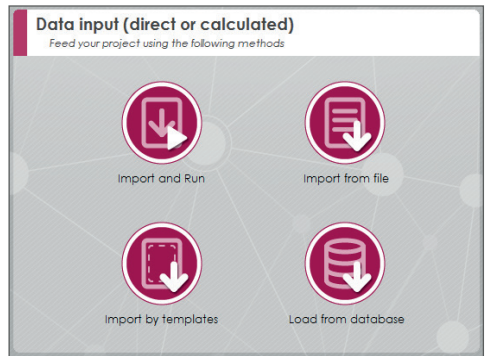 Data input (direct or calculated)
Feed your project using the following methods
Import and Run
Import from file
Import by templates
Load from database